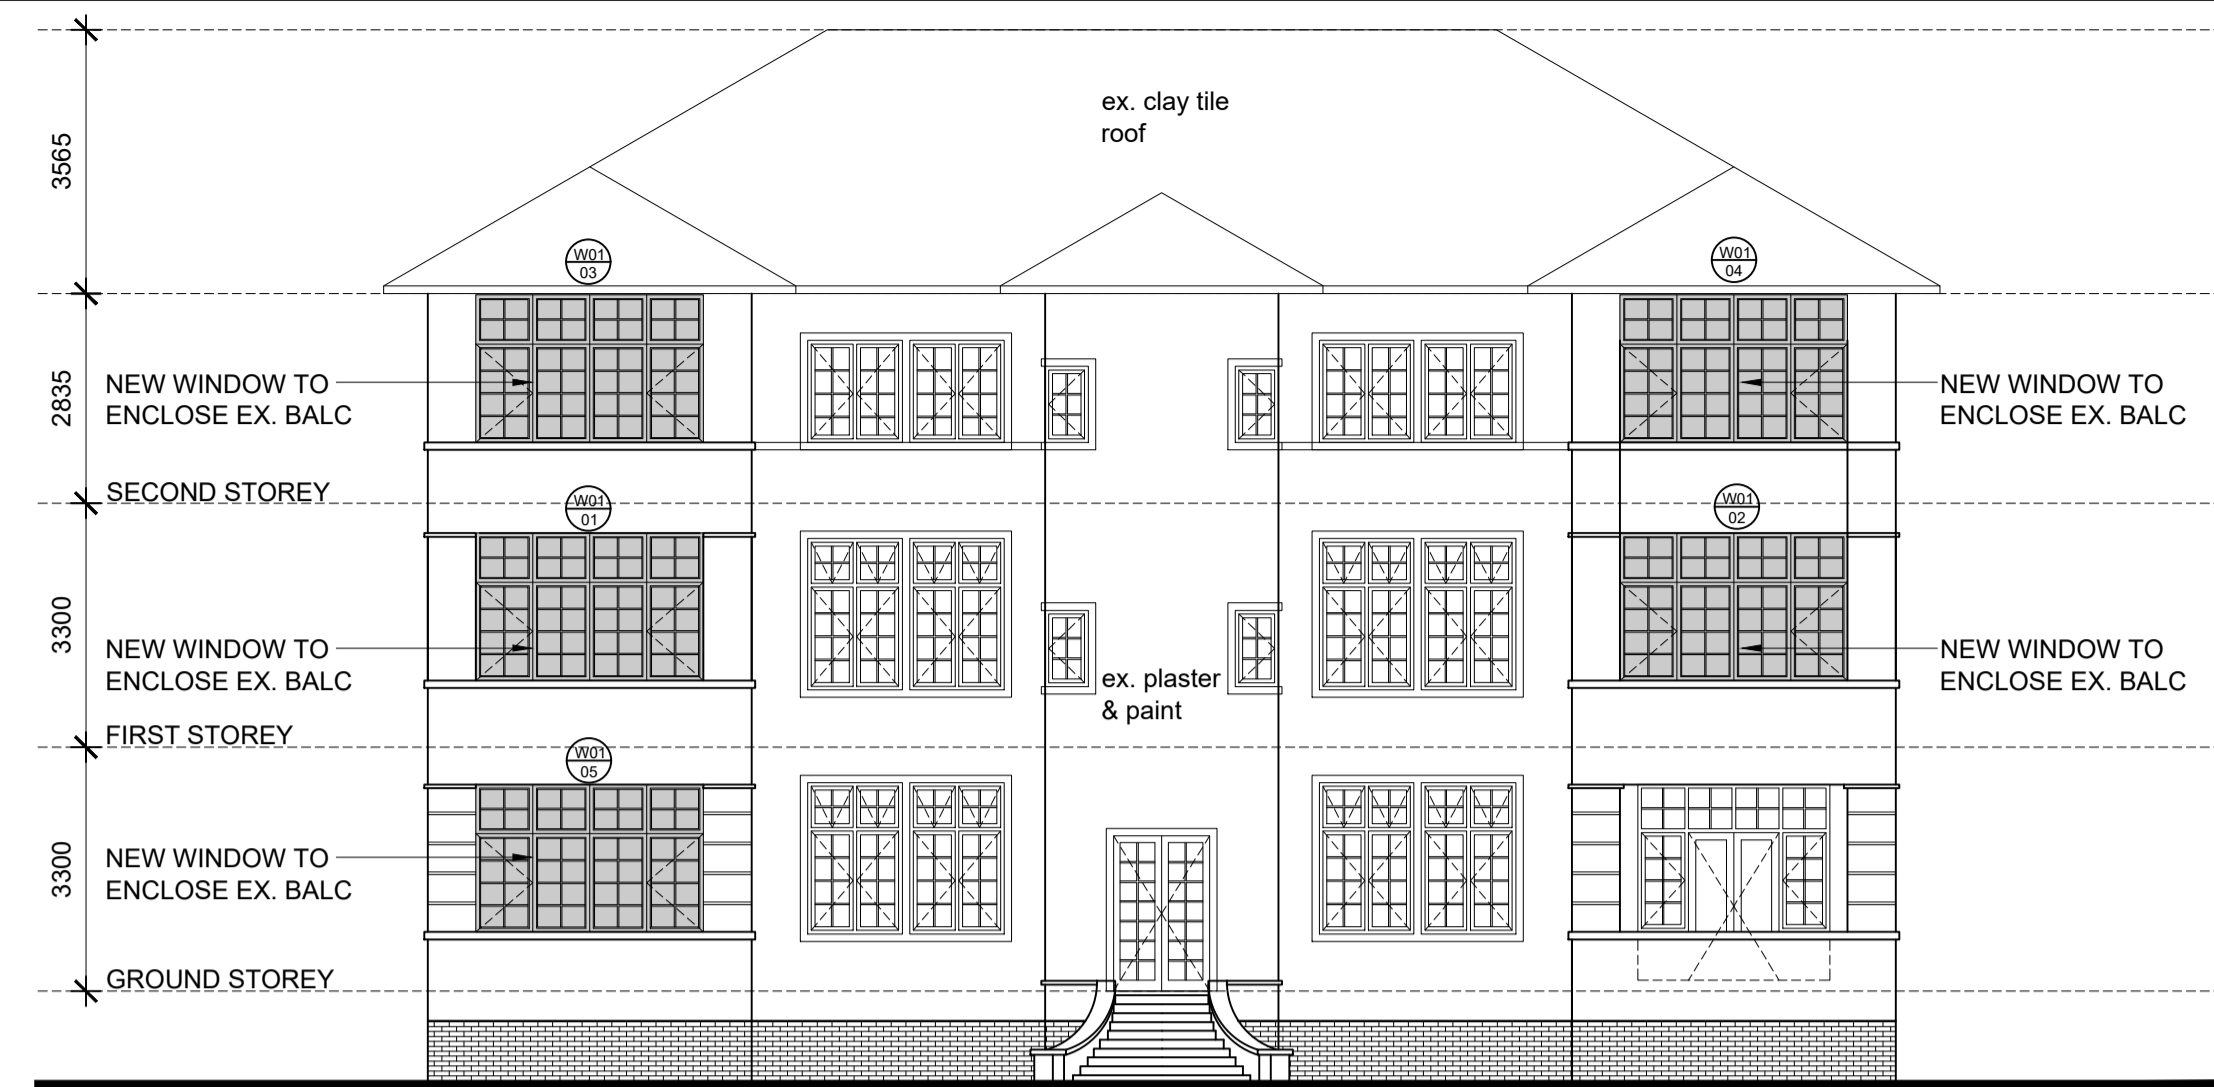 ex. clay tile
roof
3565
W01
03
W01
04
2835
NEW WINDOW TO
ENCLOSE EX. BALC
NEW WINDOW TO
ENCLOSE EX. BALC
SECOND STOREY
W01
01
W01
02
3300
NEW WINDOW TO
ENCLOSE EX. BALC
ex. plaster
& paint
NEW WINDOW TO
ENCLOSE EX. BALC
FIRST STOREY
W01
05
3300
NEW WINDOW TO
ENCLOSE EX. BALC
GROUND STOREY